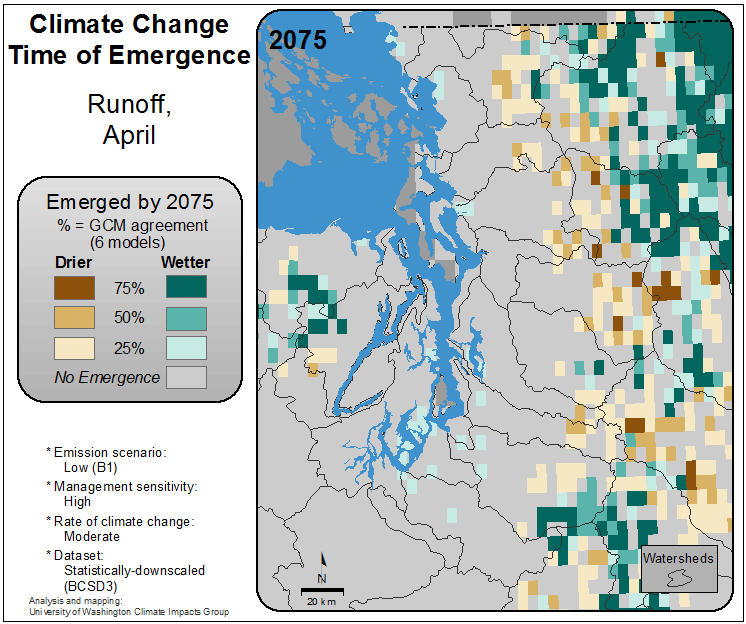 Climate Change
Time of Emergence
Runoff,
April
Emerged by 2075
% = GCM agreement
(6 models)
Drier Wetter
75%
50%
25%
No Emergence
* Emission scenario:
Low (B1)
* Management sensitivity:
High
* Rate of climate change:
Moderate
* Dataset:
Statistically-downscaled
(BCSD3)
Analysis and mapping:
University of Washington Climate Impacts Group
2075
N
20 km
Watersheds